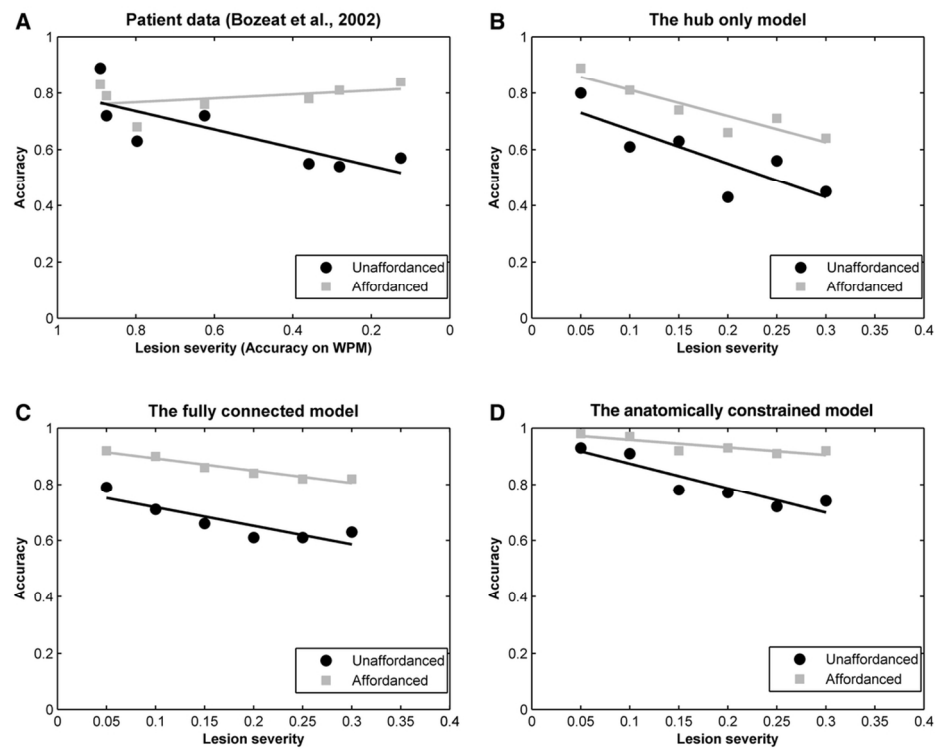 A
Patient data (Bozeat et al., 2002)
Accuracy
1
0.8
0.6
0.4
0.2
0
1
0.8
0.6
0.4
0.2
0
Lesion severity (Accuracy on WPM)
Unaffordanced
Affordanced
B
The hub only model
Accuracy
1
0.8
0.6
0.4
0.2
0
0
0.05
0.1
0.15
0.2
0.25
0.3
0.35
0.4
Lesion severity
Unaffordanced
Affordanced
C
The fully connected model
Accuracy
1
0.8
0.6
0.4
0.2
0
0
0.05
0.1
0.15
0.2
0.25
0.3
0.35
0.4
Lesion severity
Unaffordanced
Affordanced
D
The anatomically constrained model
Accuracy
1
0.8
0.6
0.4
0.2
0
0
0.05
0.1
0.15
0.2
0.25
0.3
0.35
0.4
Lesion severity
Unaffordanced
Affordanced